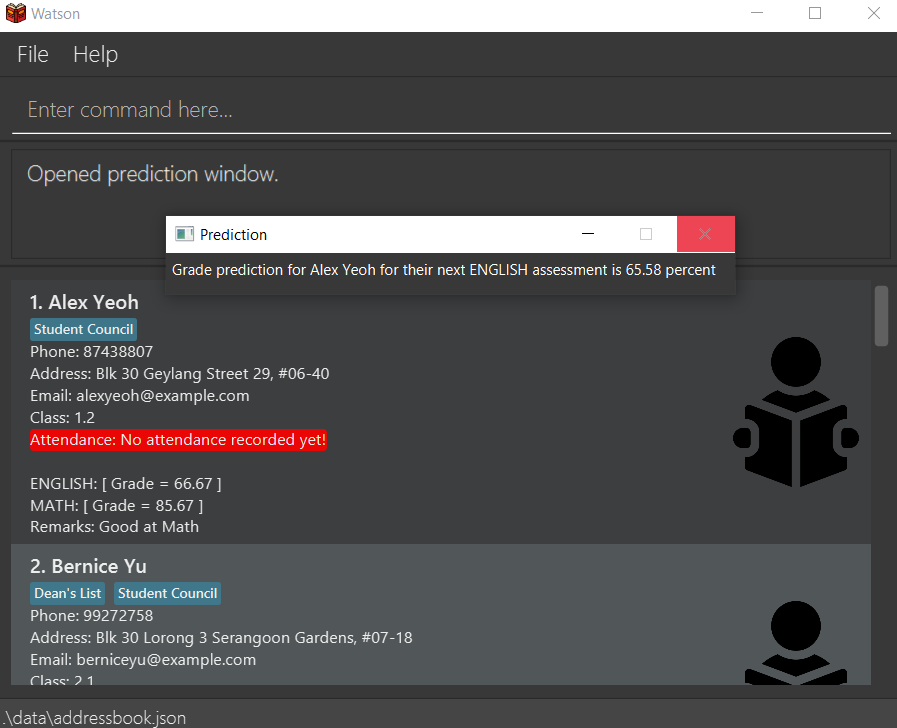 Watson
File Help
Enter command here...
Opened prediction window.
Prediction
Grade prediction for Alex Yeoh for their next ENGLISH assessment is 65.58 percent
1. Alex Yeoh
Student Council
Phone: 87438807
Address: Blk 30 Geylang Street 29, #06-40
Email: alexyeoh@example.com
Class: 1.2
Attendance: No attendance recorded yet!
ENGLISH: [ Grade = 66.67 ]
MATH: [ Grade = 85.67 ]
Remarks: Good at Math
2. Bernice Yu
Dean's List Student Council
Phone: 99272758
Address: Blk 30 Lorong 3 Serangoon Gardens, #07-18
Email: berniceyu@example.com
Class: 2.1
.\data\addressbook.json